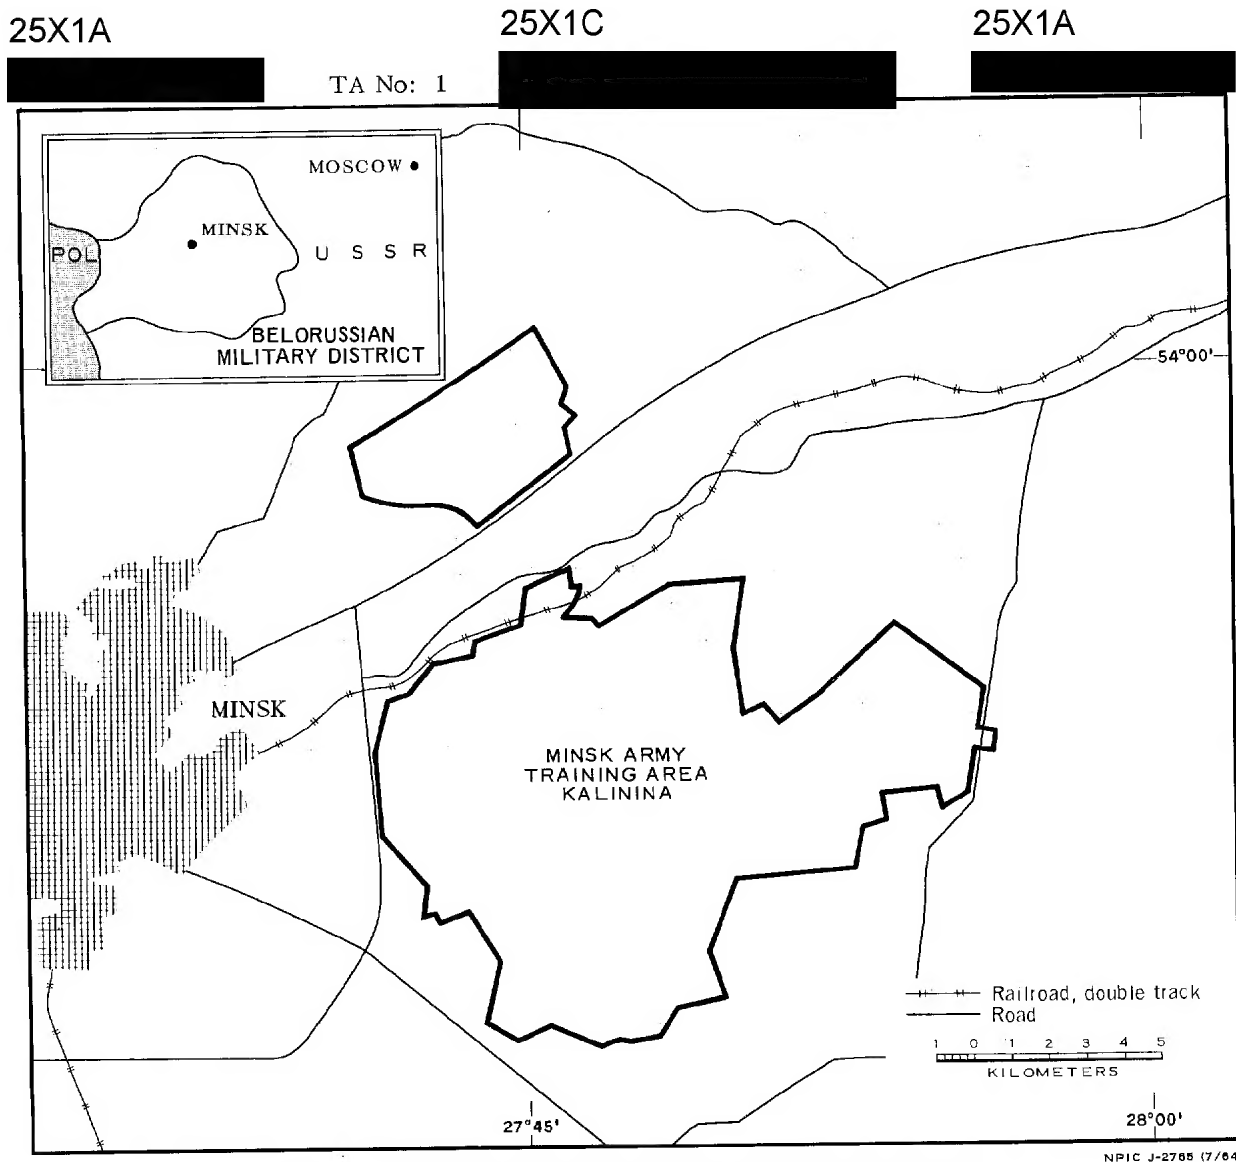 25X1A
25X1C
25X1A
TA No: 1
MOSCOW
MINSK
POL
U S S R
BELORUSSIAN
MILITARY DISTRICT
54°00'
MINSK
MINSK ARMY
TRAINING AREA
KALININA
Railroad, double track
Road
1 0 1 2 3 4 5
KILOMETERS
27°45'
28°00'
NPIC J-2765 (7/64